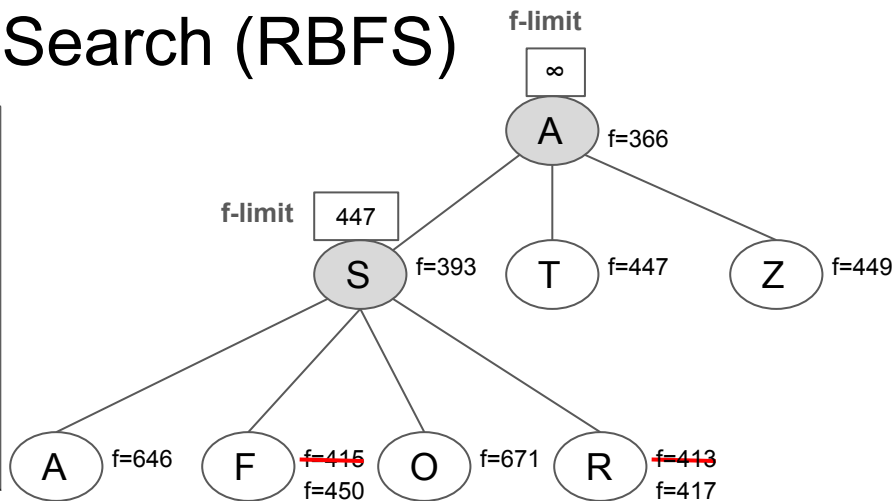 Search (RBFS)
f-limit
∞
A
f=366
f-limit
447
S
f=393
T
f=447
Z
f=449
A
f=646
F
f=415
f=450
O
f=671
R
f=413
f=417